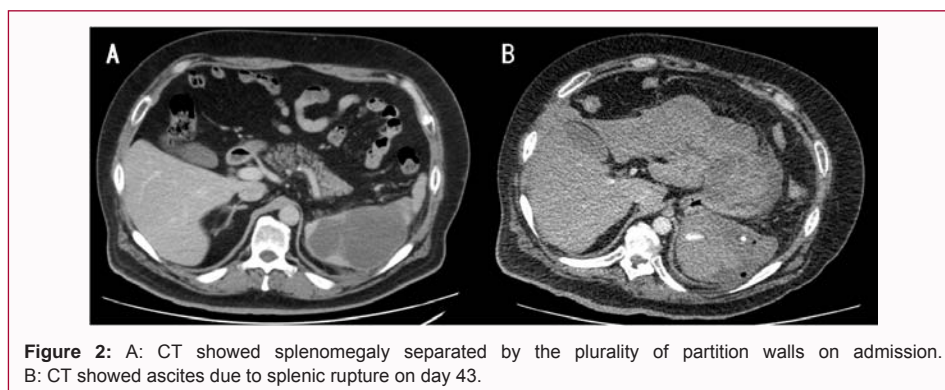 A
B
Figure 2: A: CT showed splenomegaly separated by the plurality of partition walls on admission.
B: CT showed ascites due to splenic rupture on day 43.